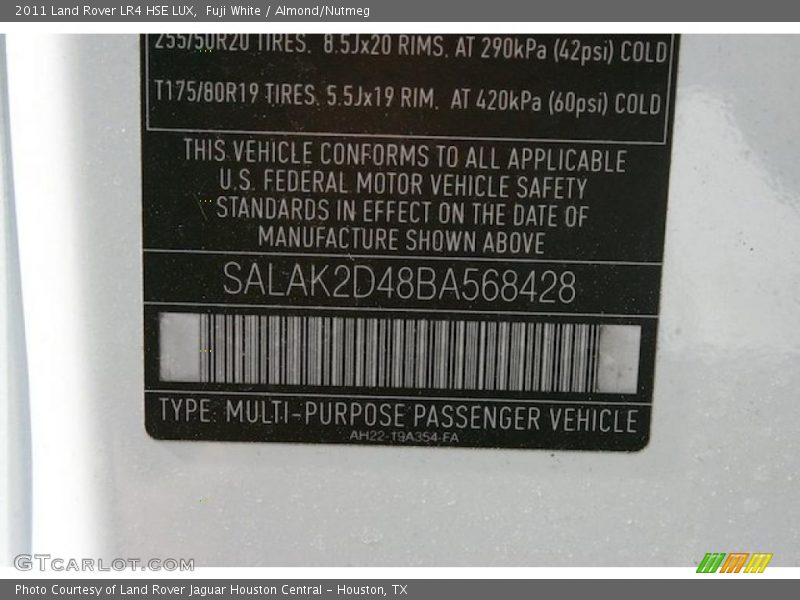 2011 Land Rover LR4 HSE LUX,  Fuji White / Almond/Nutmeg
255/50R20 TIRES. 8.5Jx20 RIMS. AT 290kPa (42psi) COLD
T175/80R19 TIRES. 5.5Jx19 RIM. AT 420kPa (60psi) COLD
THIS VEHICLE CONFORMS TO ALL APPLICABLE
U.S. FEDERAL MOTOR VEHICLE SAFETY
STANDARDS IN EFFECT ON THE DATE OF
MANUFACTURE SHOWN ABOVE
SALAK2D48BA568428
TYPE: MULTI-PURPOSE PASSENGER VEHICLE
AH22-19A354-FA
GTCARLOT.COM
Photo Courtesy of Land Rover Jaguar Houston Central – Houston, TX